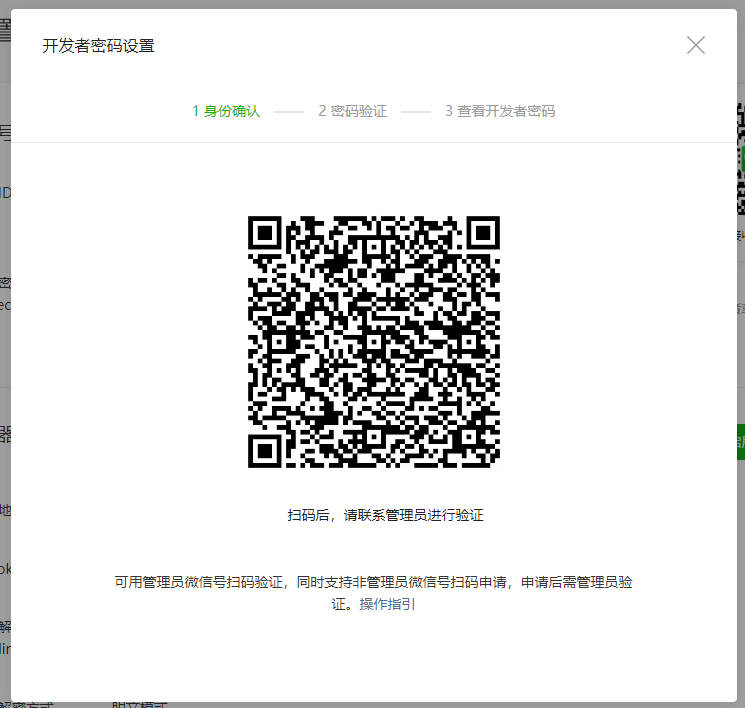 开发者密码设置
1 身份确认 2 密码验证 3 查看开发者密码
扫码后，请联系管理员进行验证
可用管理员微信号扫码验证，同时支持非管理员微信号扫码申请，申请后需管理员验
证。操作指引